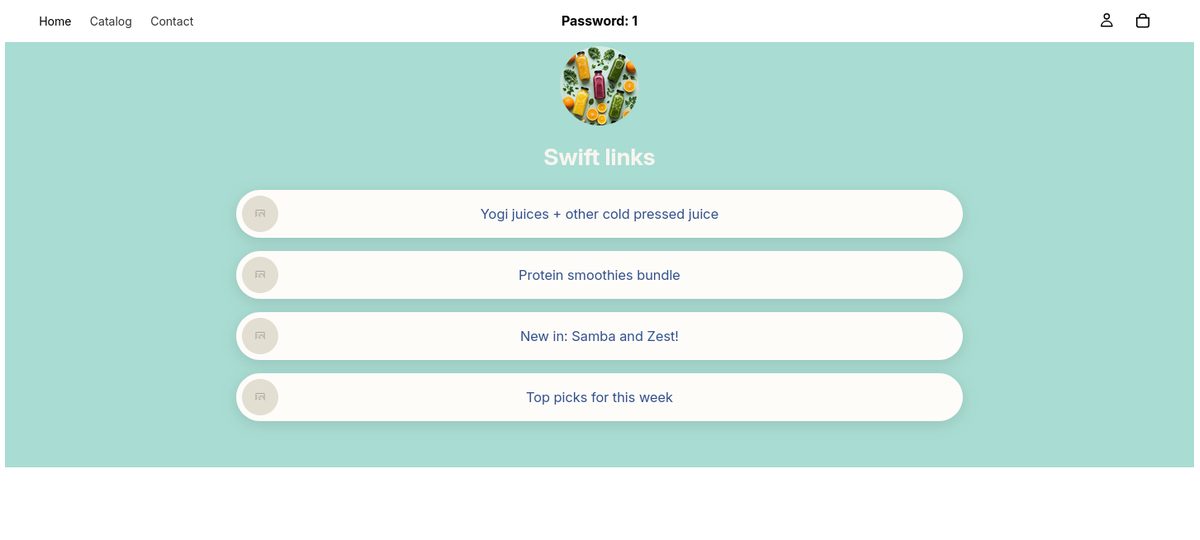 Home
Catalog
Contact
Password: 1
Swift links
Yogi juices + other cold pressed juice
Protein smoothies bundle
New in: Samba and Zest!
Top picks for this week